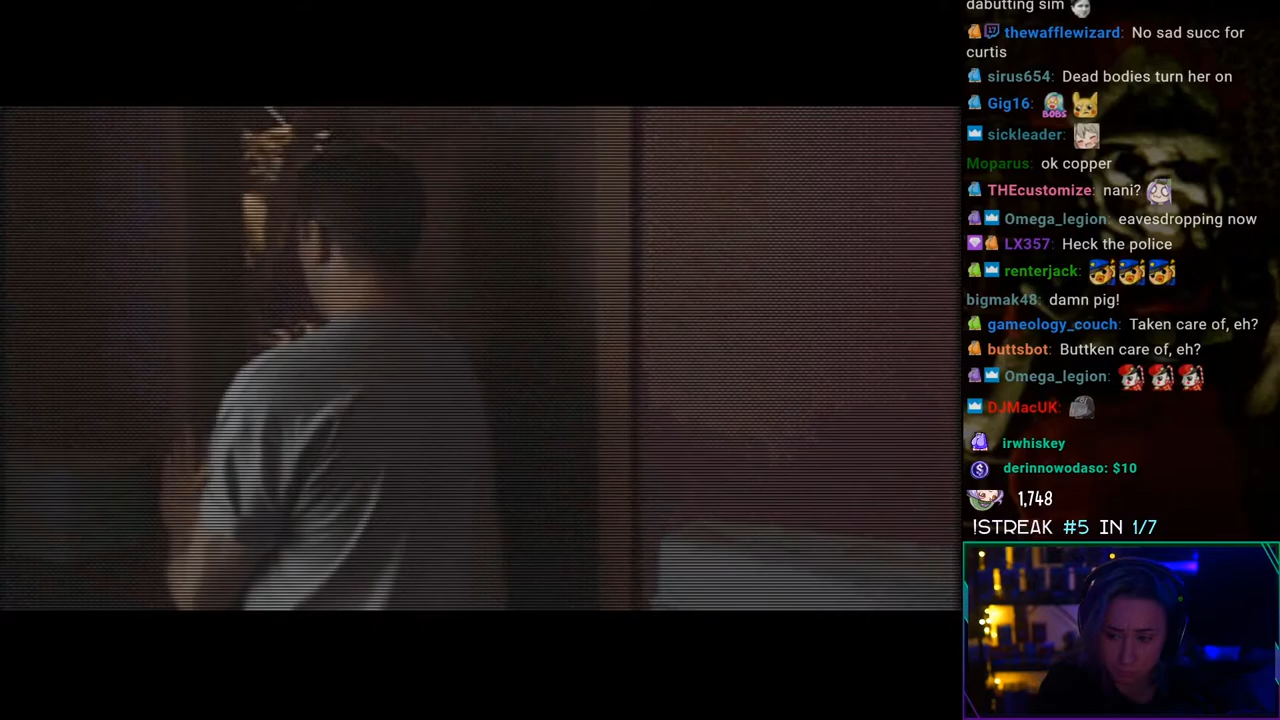 dabutting sim
thewafflewizard: No sad succ for
curtis
sirus654: Dead bodies turn her on
Gig16: BOBS
sickleader:
Moparus: ok copper
THEcustomize: nani?
Omega_legion: eavesdropping now
LX357: Heck the police
renterjack:
bigmak48: damn pig!
gameology_couch: Taken care of, eh?
buttsbot: Buttken care of, eh?
Omega_legion:
DJMacUK:
irwhiskey
derinnowodaso: $10
1,748
!STREAK #5 IN 1/7